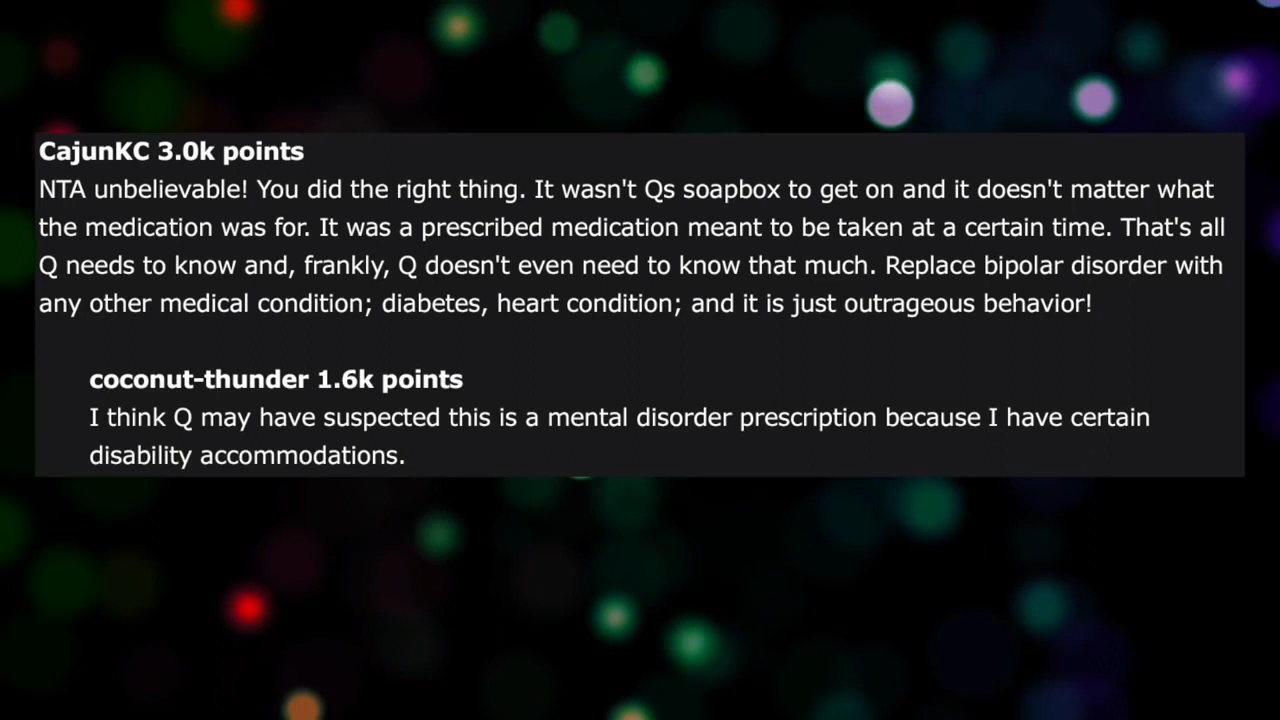 CajunKC 3.0k points
NTA unbelievable! You did the right thing. It wasn't Qs soapbox to get on and it doesn't matter what
the medication was for. It was a prescribed medication meant to be taken at a certain time. That's all
Q needs to know and, frankly, Q doesn't even need to know that much. Replace bipolar disorder with
any other medical condition; diabetes, heart condition; and it is just outrageous behavior!
coconut-thunder 1.6k points
I think Q may have suspected this is a mental disorder prescription because I have certain
disability accommodations.